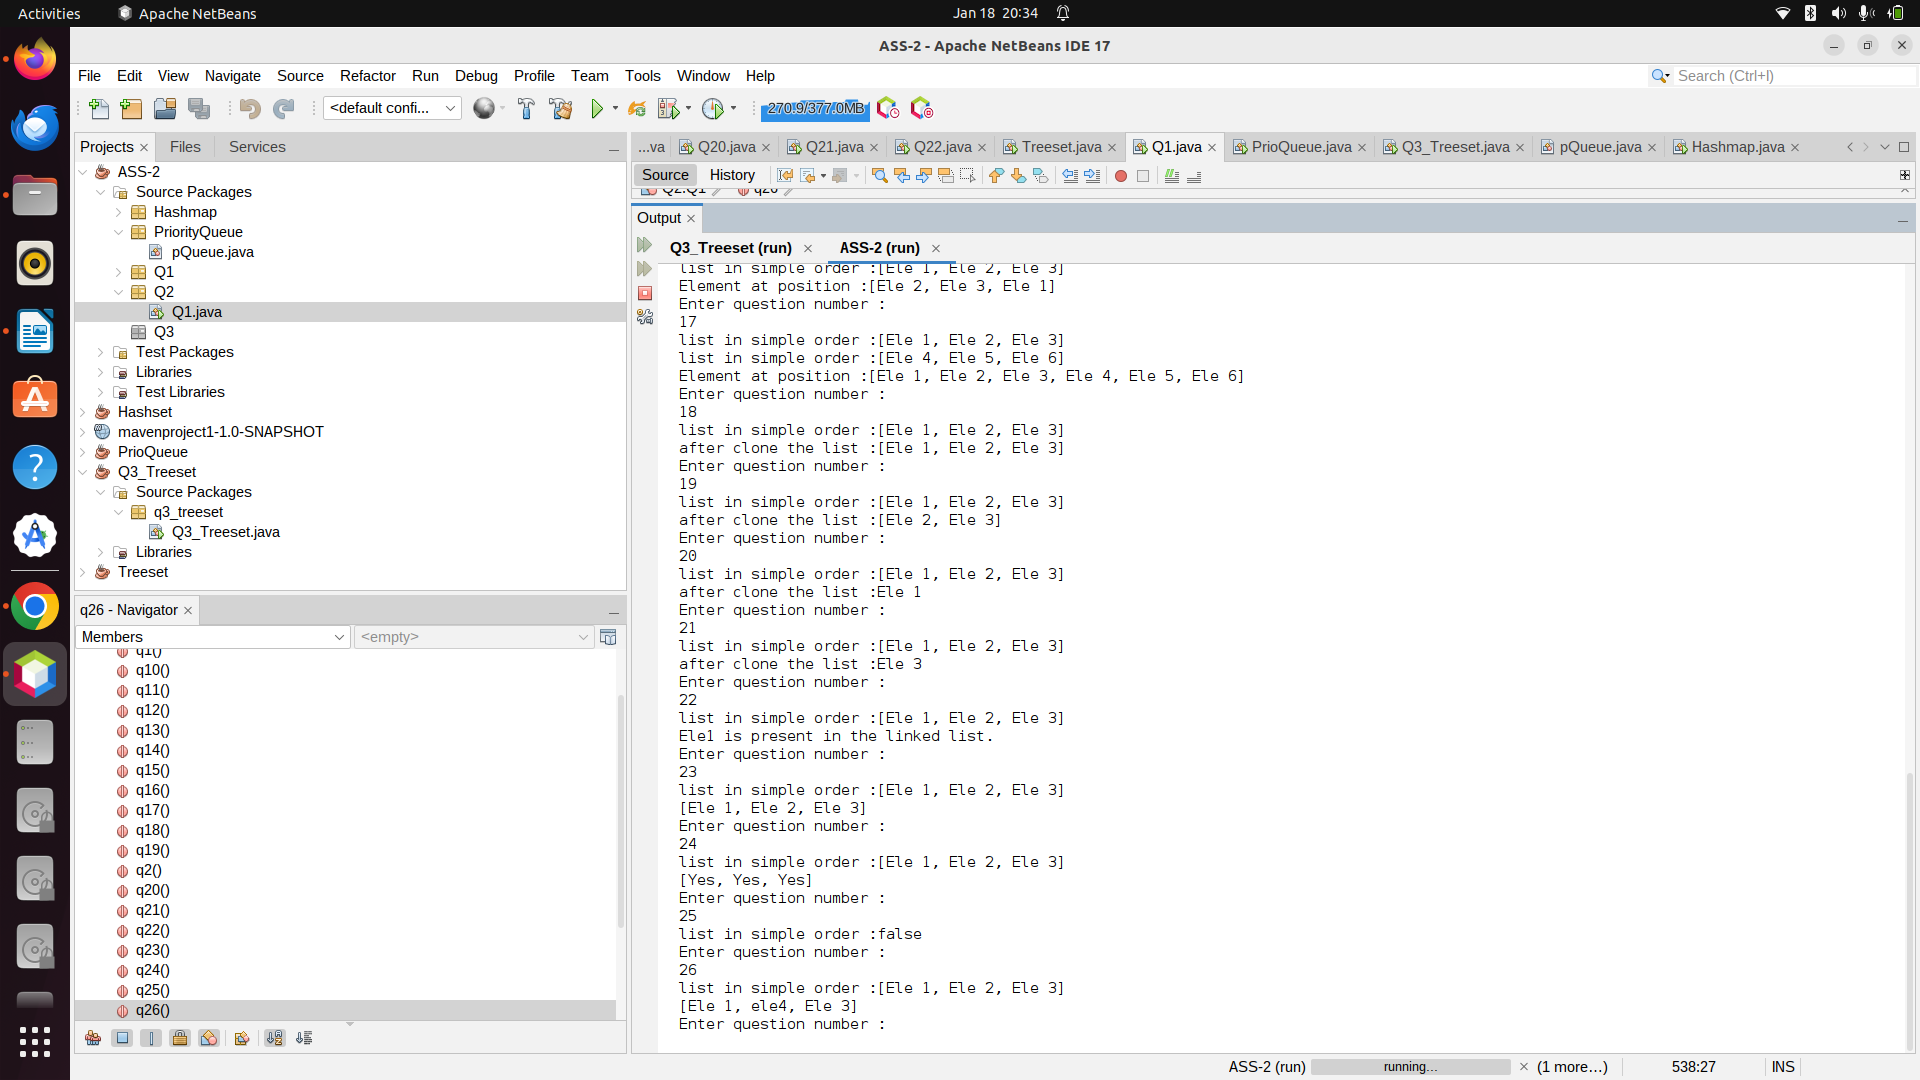 Activities
Apache NetBeans
Jan 18 20:34
ASS-2 - Apache NetBeans IDE 17
File Edit View Navigate Source Refactor Run Debug Profile Team Tools Window Help
Search (Ctrl+I)
<default confi...
270.9/377.0MB
Projects
Files
Services
ASS-2
Source Packages
Hashmap
PriorityQueue
pQueue.java
Q1
Q2
Q1.java
Q3
Test Packages
Libraries
Test Libraries
Hashset
mavenproject1-1.0-SNAPSHOT
PrioQueue
Q3_Treeset
Source Packages
q3_treeset
Q3_Treeset.java
Libraries
Treeset
q26 - Navigator
Members
<empty>
q1()
q10()
q11()
q12()
q13()
q14()
q15()
q16()
q17()
q18()
q19()
q2()
q20()
q21()
q22()
q23()
q24()
q25()
q26()
...va Q20.java Q21.java Q22.java Treeset.java Q1.java PrioQueue.java Q3_Treeset.java pQueue.java Hashmap.java
Source History
Q2.Q1 q26
Output
Q3_Treeset (run) ASS-2 (run)
list in simple order :[Ele 1, Ele 2, Ele 3]
Element at position :[Ele 2, Ele 3, Ele 1]
Enter question number :
17
list in simple order :[Ele 1, Ele 2, Ele 3]
list in simple order :[Ele 4, Ele 5, Ele 6]
Element at position :[Ele 1, Ele 2, Ele 3, Ele 4, Ele 5, Ele 6]
Enter question number :
18
list in simple order :[Ele 1, Ele 2, Ele 3]
after clone the list :[Ele 1, Ele 2, Ele 3]
Enter question number :
19
list in simple order :[Ele 1, Ele 2, Ele 3]
after clone the list :[Ele 2, Ele 3]
Enter question number :
20
list in simple order :[Ele 1, Ele 2, Ele 3]
after clone the list :Ele 1
Enter question number :
21
list in simple order :[Ele 1, Ele 2, Ele 3]
after clone the list :Ele 3
Enter question number :
22
list in simple order :[Ele 1, Ele 2, Ele 3]
Ele1 is present in the linked list.
Enter question number :
23
list in simple order :[Ele 1, Ele 2, Ele 3]
[Ele 1, Ele 2, Ele 3]
Enter question number :
24
list in simple order :[Ele 1, Ele 2, Ele 3]
[Yes, Yes, Yes]
Enter question number :
25
list in simple order :false
Enter question number :
26
list in simple order :[Ele 1, Ele 2, Ele 3]
[Ele 1, ele4, Ele 3]
Enter question number :
ASS-2 (run)
running...
(1 more...)
538:27
INS